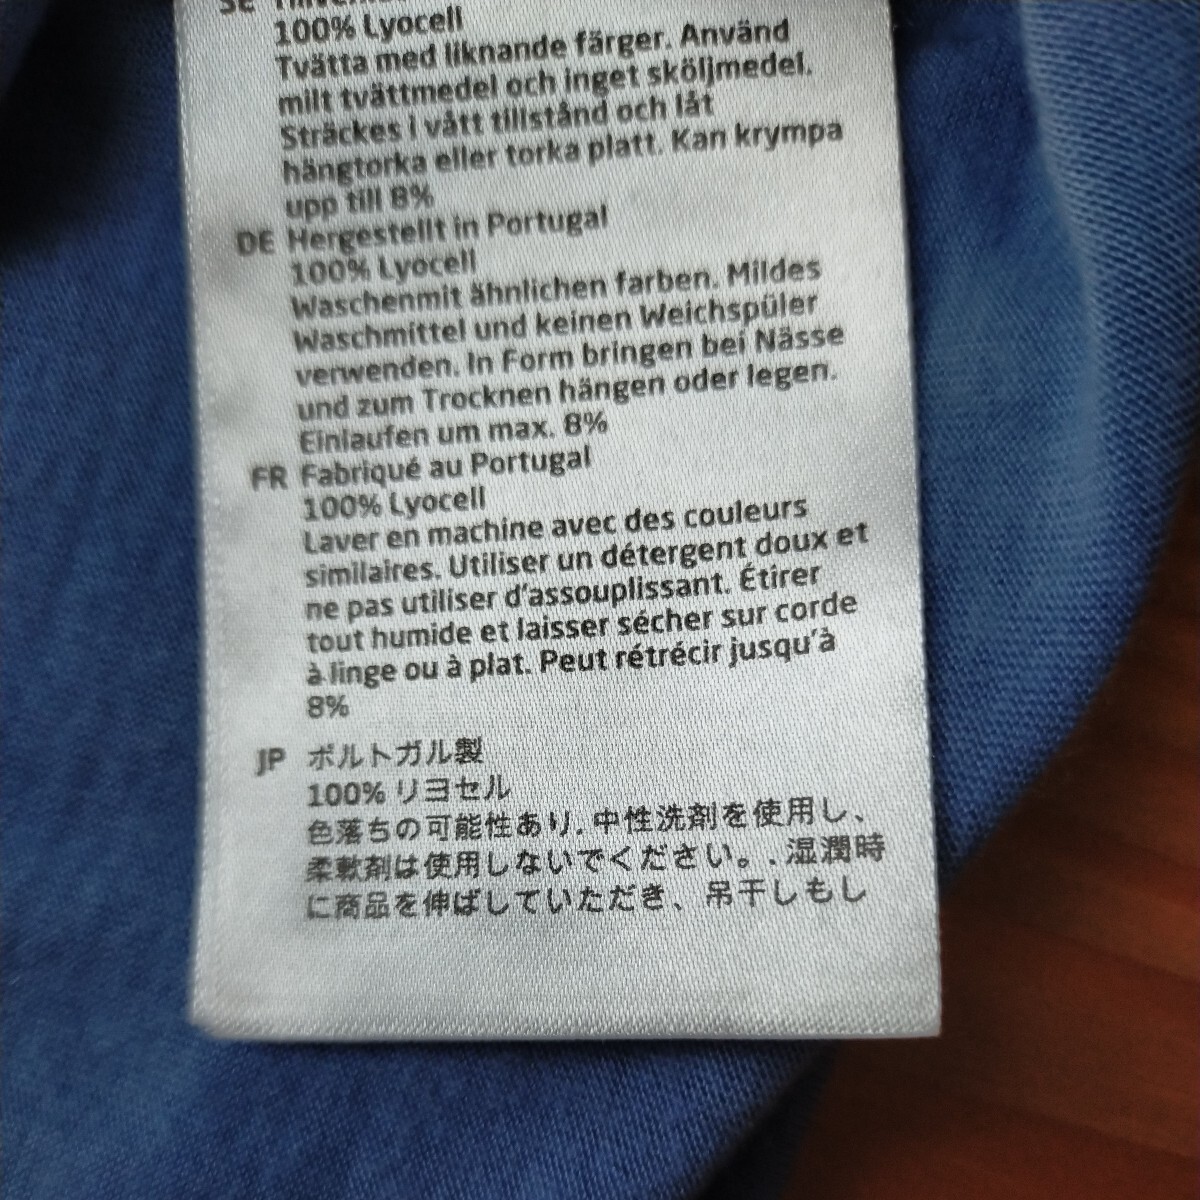 SE
100% Lyocell
Tvätta med liknande färger. Använd
milt tvättmedel och inget sköljmedel.
Sträckes i vått tillstånd och låt
hängtorka eller torka platt. Kan krympa
upp till 8%
DE Hergestellt in Portugal
100% Lyocell
Waschenmit ähnlichen farben. Mildes
Waschmittel und keinen Weichspüler
verwenden. In Form bringen bei Nässe
und zum Trocknen hängen oder legen.
Einlaufen um max. 8%
FR Fabriqué au Portugal
100% Lyocell
Laver en machine avec des couleurs
similaires. Utiliser un détergent doux et
ne pas utiliser d'assouplissant. Étirer
tout humide et laisser sécher sur corde
à linge ou à plat. Peut rétrécir jusqu'à
8%
JP ポルトガル製
100% リヨセル
色落ちの可能性あり. 中性洗剤を使用し、
柔軟剤は使用しないでください。. 湿潤時
に商品を伸ばしていただき、吊干しもし